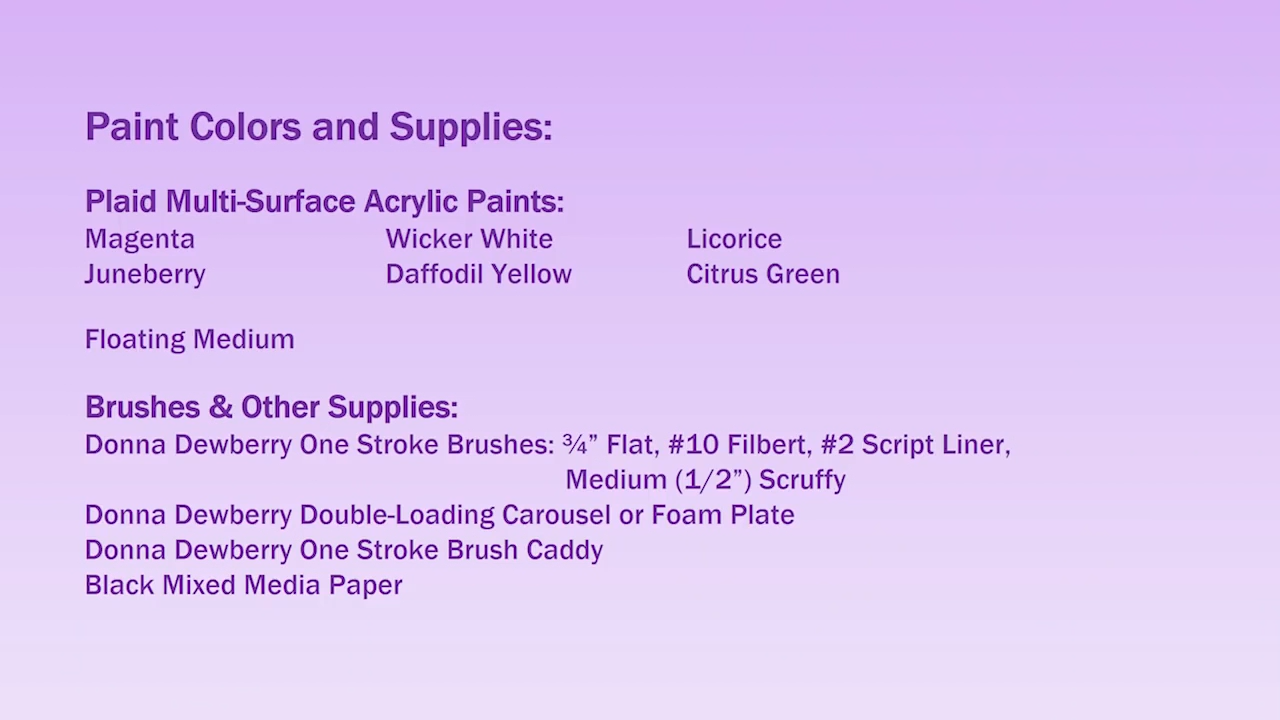 Paint Colors and Supplies:
Plaid Multi-Surface Acrylic Paints:
Magenta Wicker White Licorice
Juneberry Daffodil Yellow Citrus Green
Floating Medium
Brushes & Other Supplies:
Donna Dewberry One Stroke Brushes: ¾” Flat, #10 Filbert, #2 Script Liner,
Medium (1/2”) Scruffy
Donna Dewberry Double-Loading Carousel or Foam Plate
Donna Dewberry One Stroke Brush Caddy
Black Mixed Media Paper